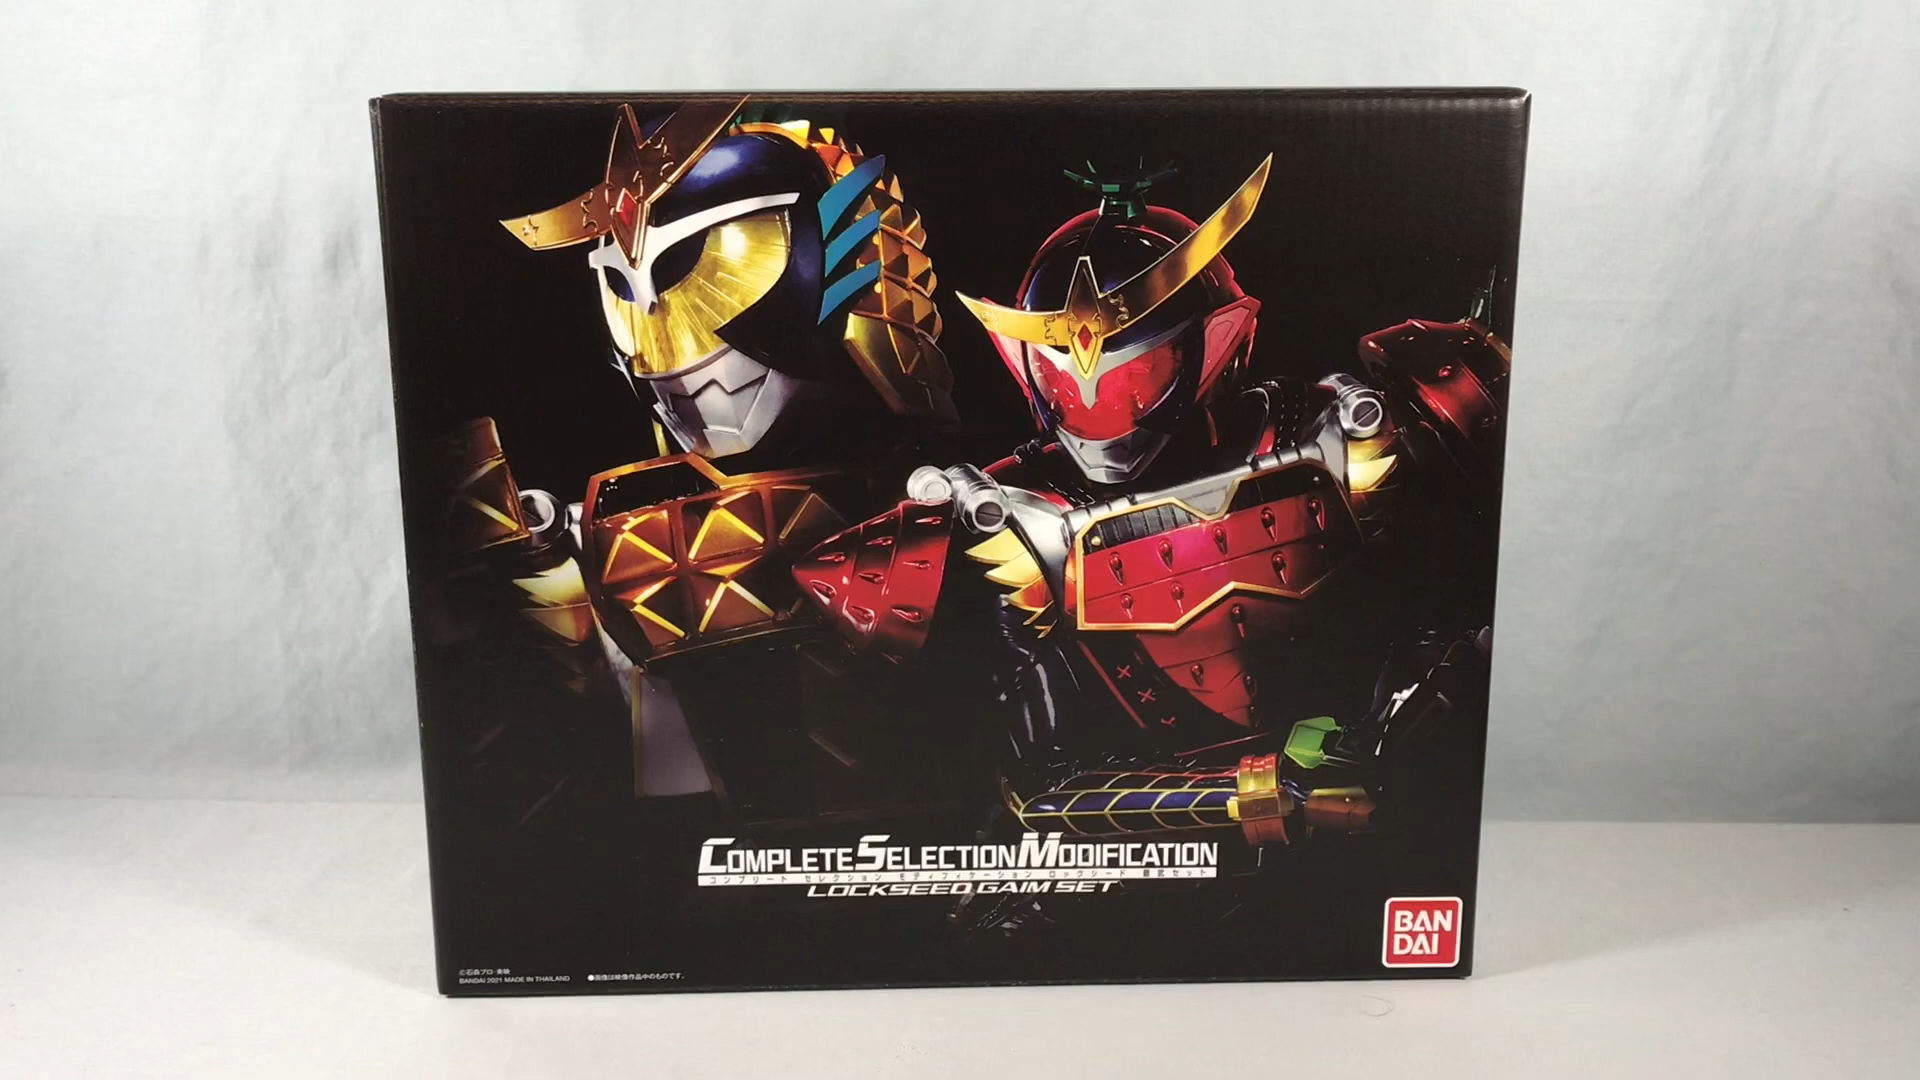 COMPLETE SELECTION MODIFICATION
コンプリート セレクション モディフィケーション ロックシード 鎧武セット
LOCKSEED GAIM SET
BAN
DAI
©石森プロ・東映
BANDAI 2021 MADE IN THAILAND
●画像は映像作品中のものです。